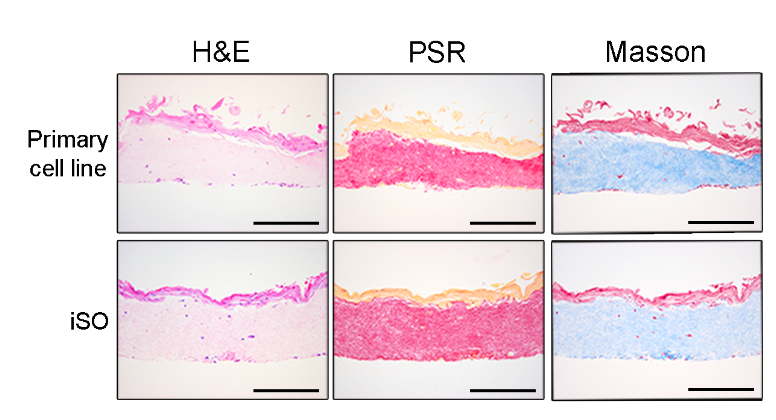 H&E PSR Masson
Primary
cell line
iSO